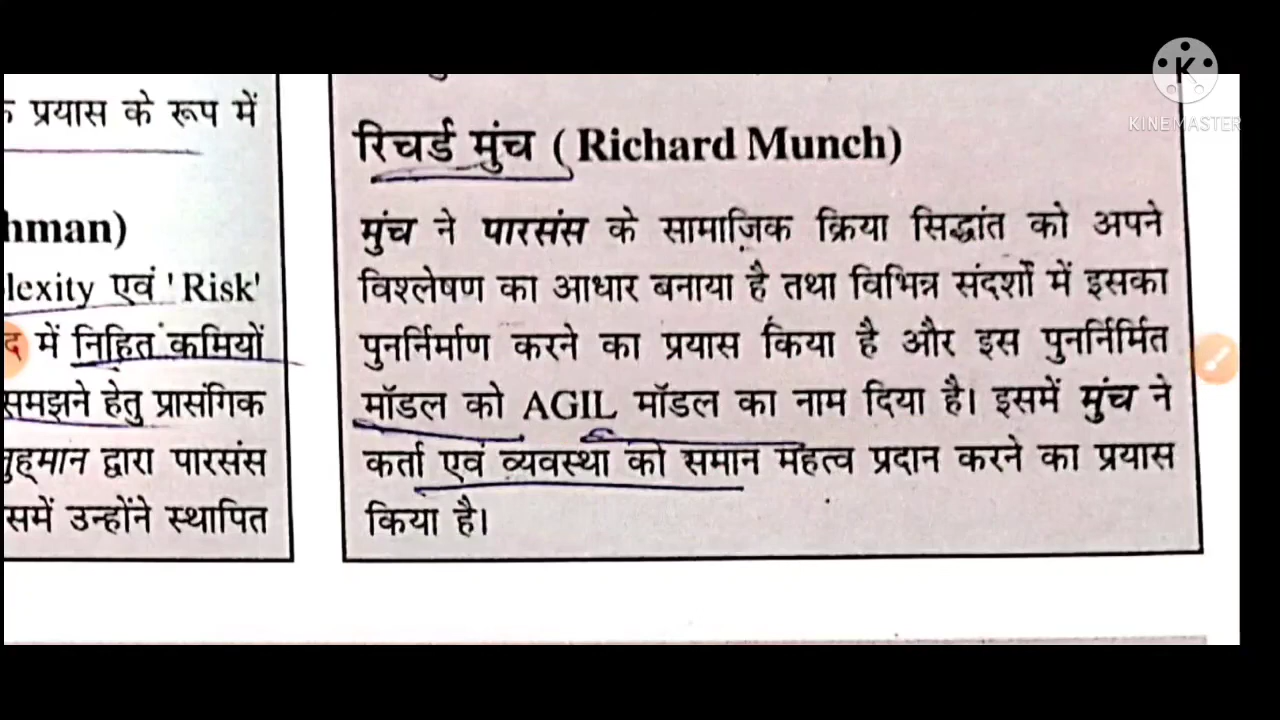 प्रयास के रूप में
hman)
lexity एवं 'Risk'
द में निहित कमियों
समझने हेतु प्रासंगिक
द्वारा पारसंस
समें उन्होंने स्थापित
रिचर्ड मुंच ( Richard Munch)
मुंच ने पारसंस के सामाजिक क्रिया सिद्धांत को अपने
विश्लेषण का आधार बनाया है तथा विभिन्न संदर्शों में इसका
पुनर्निर्माण करने का प्रयास किया है और इस पुनर्निर्मित
मॉडल को AGIL मॉडल का नाम दिया है। इसमें मुंच ने
कर्ता एवं व्यवस्था को समान महत्व प्रदान करने का प्रयास
किया है।
K
KINEMASTER